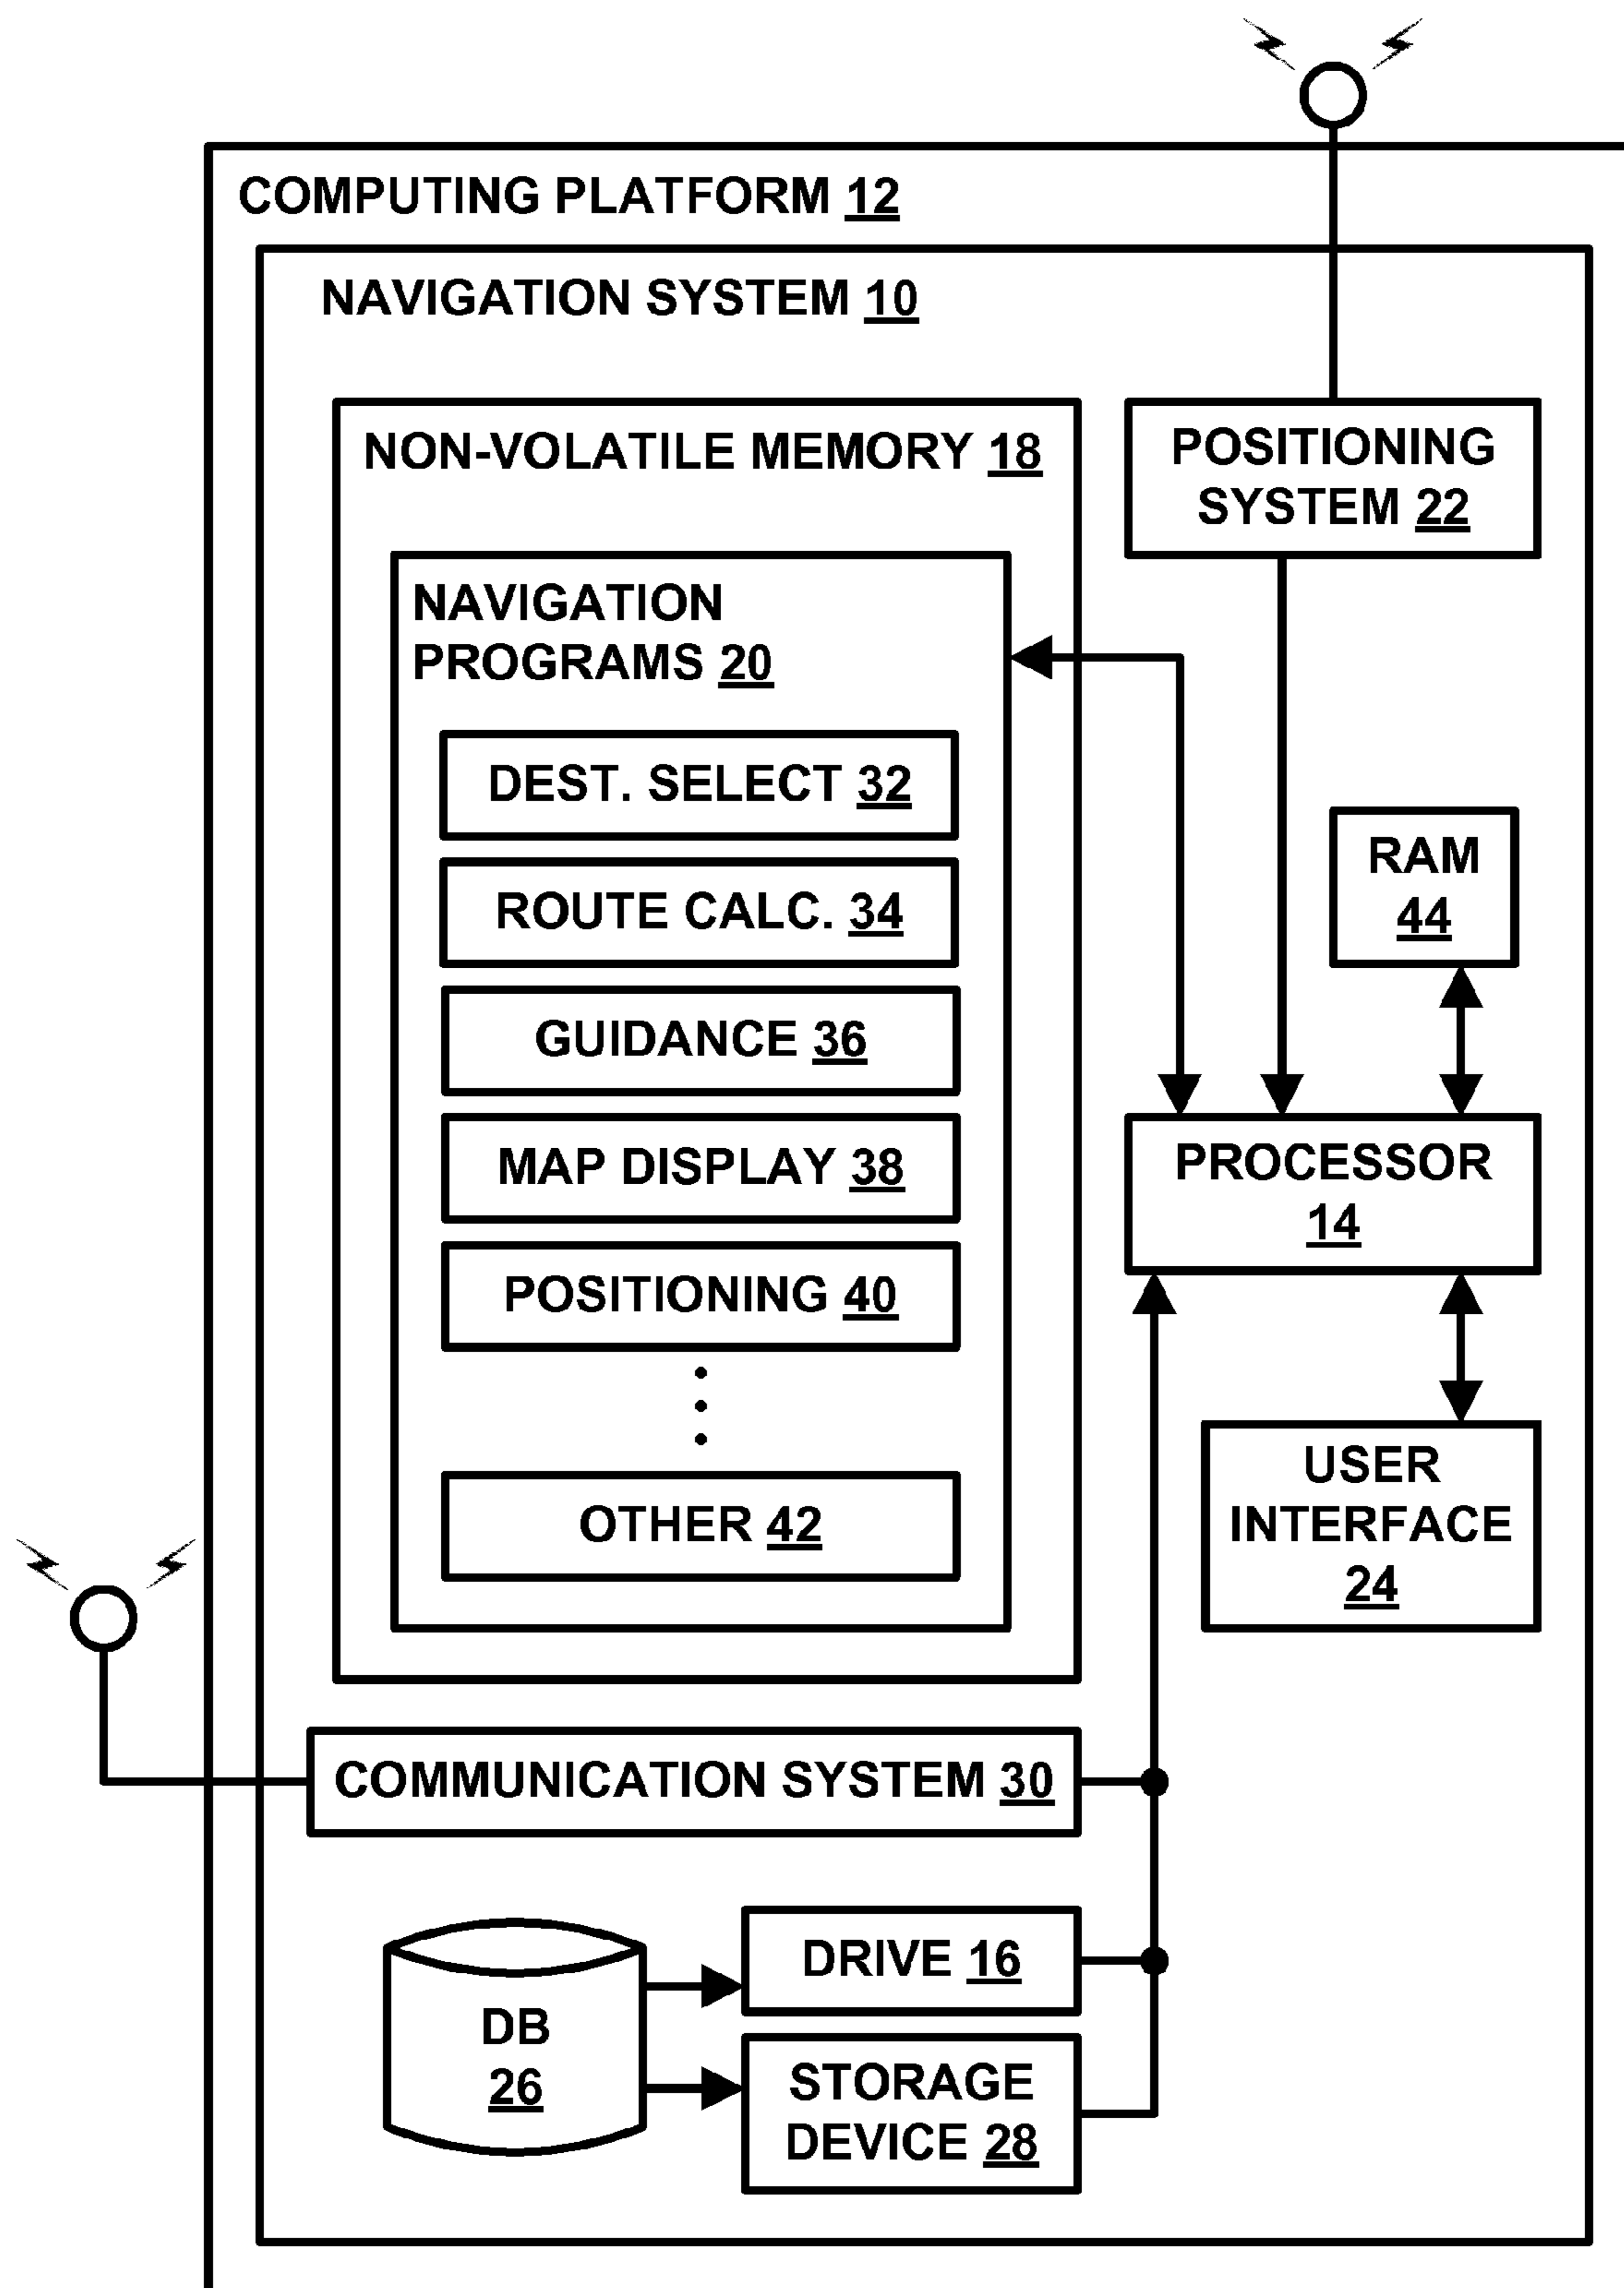 COMPUTING PLATFORM 12
NAVIGATION SYSTEM 10
NON-VOLATILE MEMORY 18
NAVIGATION
PROGRAMS 20
DEST. SELECT 32
ROUTE CALC. 34
GUIDANCE 36
MAP DISPLAY 38
POSITIONING 40
OTHER 42
POSITIONING
SYSTEM 22
RAM
44
PROCESSOR
14
USER
INTERFACE
24
COMMUNICATION SYSTEM 30
DB
26
DRIVE 16
STORAGE
DEVICE 28